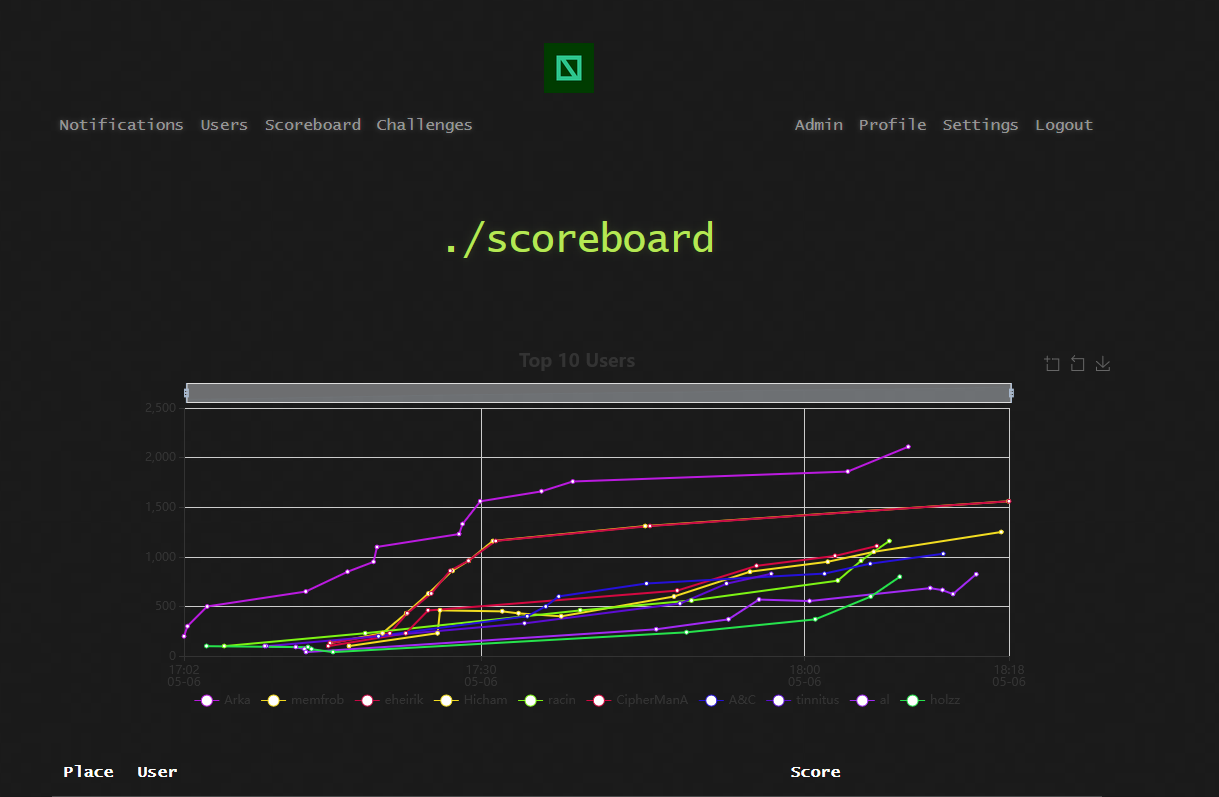 Notifications Users Scoreboard Challenges Admin Profile Settings Logout
./scoreboard
Top 10 Users
2,500
2,000
1,500
1,000
500
0
17:02 17:30 18:00 18:18
05-06 05-06 05-06 05-06
Arka memfrob eheirik Hicham racin CipherManA A&C tinnitus al holzz
Place User Score